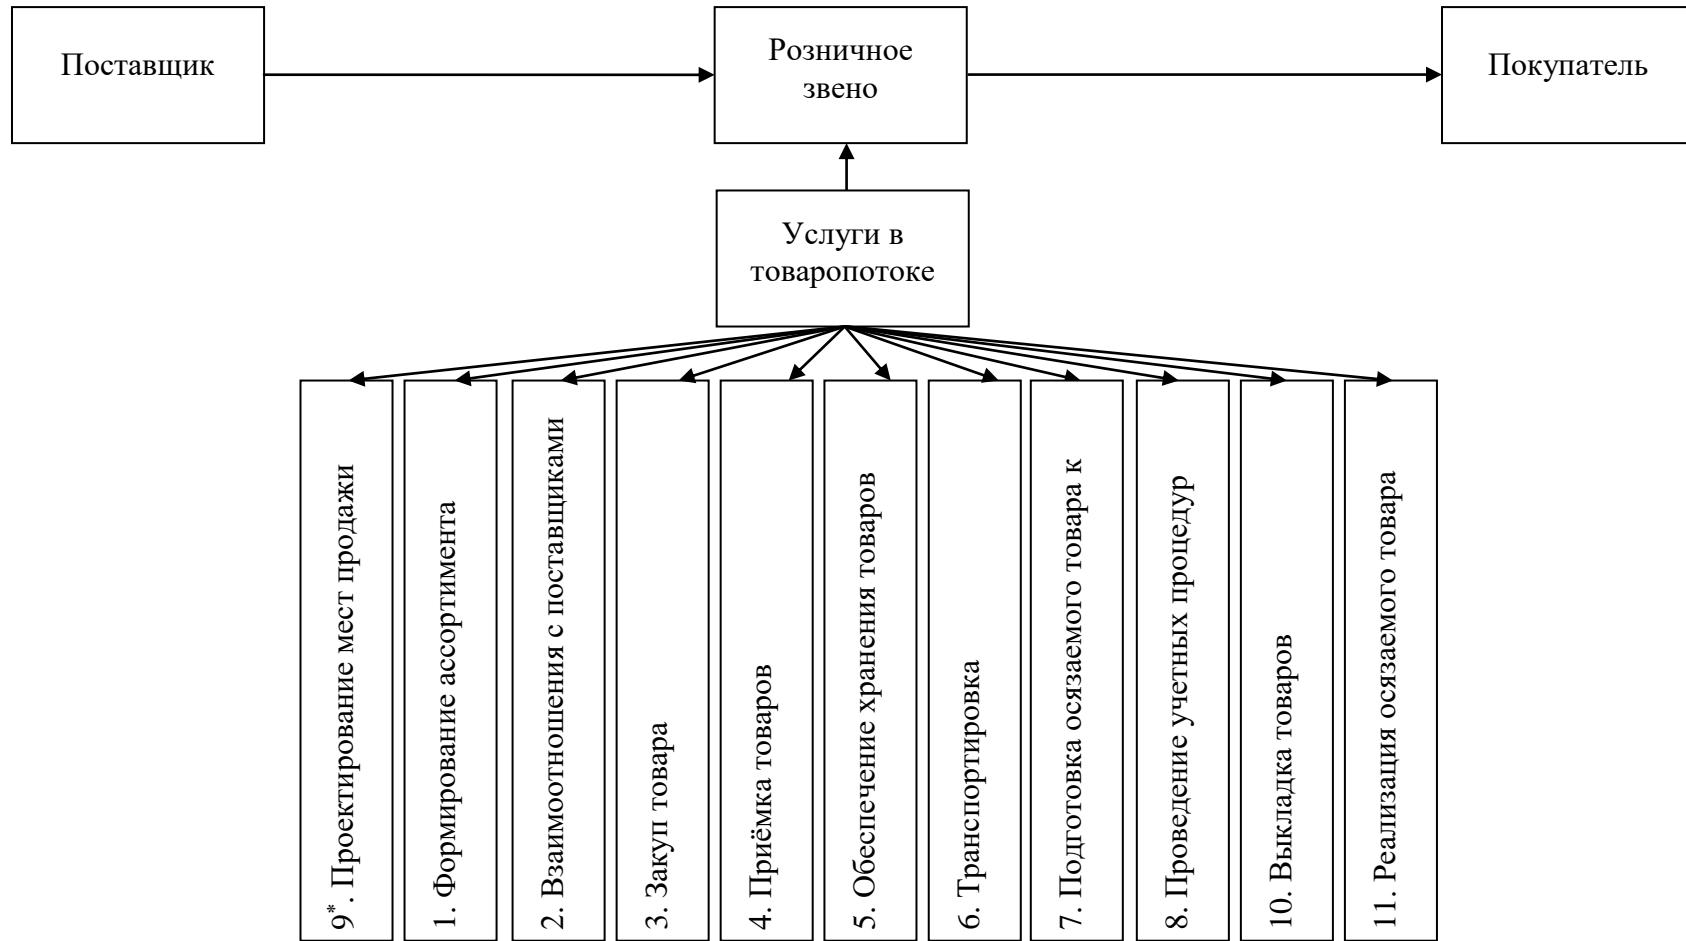 Поставщик
Розничное
звено
Покупатель
Услуги в
товаропотоке
9*. Проектирование мест продажи
1. Формирование ассортимента
2. Взаимоотношения с поставщиками
3. Закуп товара
4. Приёмка товаров
5. Обеспечение хранения товаров
6. Транспортировка
7. Подготовка осязаемого товара к
8. Проведение учетных процедур
10. Выкладка товаров
11. Реализация осязаемого товара